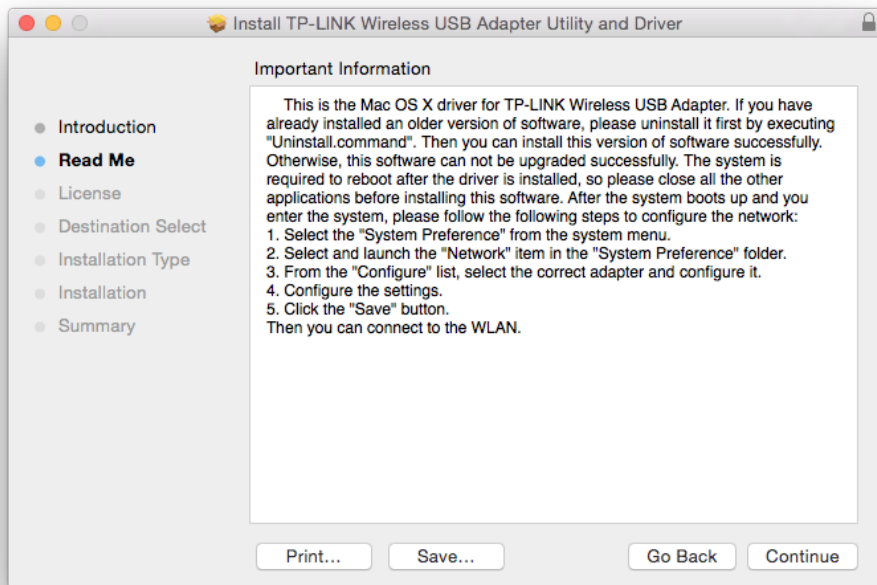 Install TP-LINK Wireless USB Adapter Utility and Driver
Important Information
Introduction
Read Me
License
Destination Select
Installation Type
Installation
Summary
This is the Mac OS X driver for TP-LINK Wireless USB Adapter. If you have
already installed an older version of software, please uninstall it first by executing
"Uninstall.command". Then you can install this version of software successfully.
Otherwise, this software can not be upgraded successfully. The system is
required to reboot after the driver is installed, so please close all the other
applications before installing this software. After the system boots up and you
enter the system, please follow the following steps to configure the network:
1. Select the "System Preference" from the system menu.
2. Select and launch the "Network" item in the "System Preference" folder.
3. From the "Configure" list, select the correct adapter and configure it.
4. Configure the settings.
5. Click the "Save" button.
Then you can connect to the WLAN.
Print...
Save...
Go Back
Continue